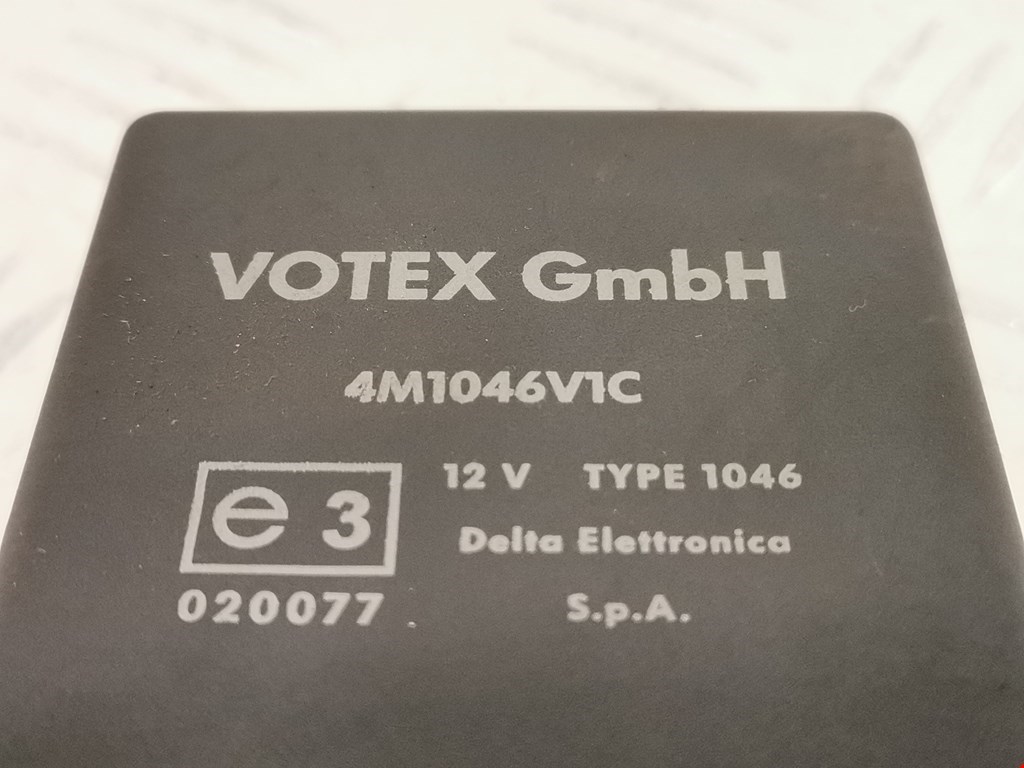 VOTEX GmbH
4M1046V1C
e 3
12 V TYPE 1046
Delta Elettronica
020077
S.p.A.